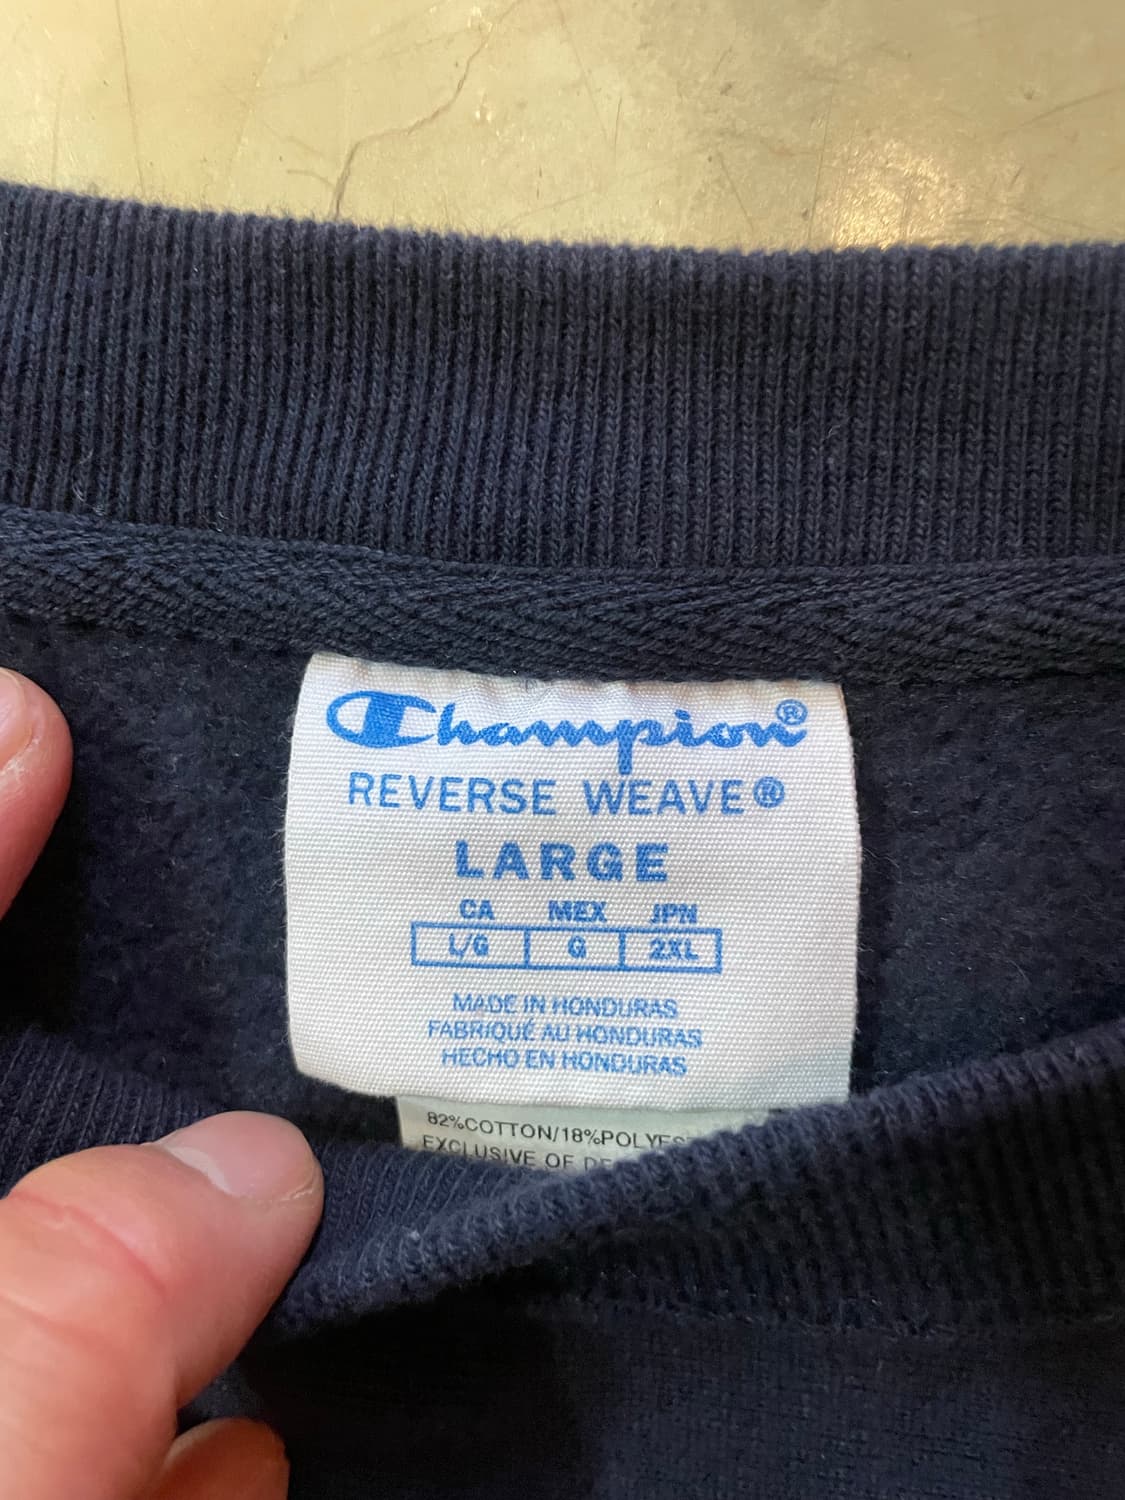 Champion®
REVERSE WEAVE®
LARGE
CA MEX JPN
L/G G 2XL
MADE IN HONDURAS
FABRIQUÉ AU HONDURAS
HECHO EN HONDURAS
82%COTTON/18%
EXCLUSIVE OF